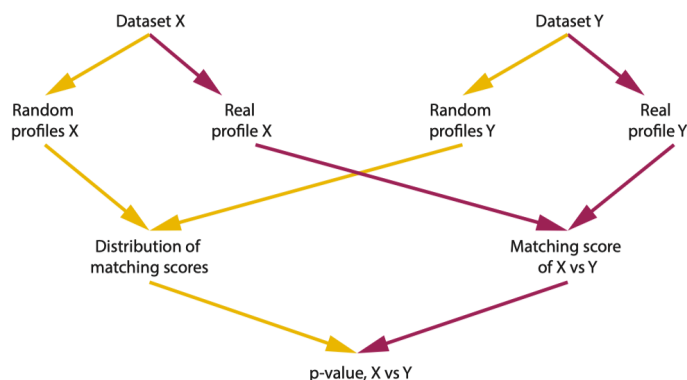 Dataset X
Dataset Y
Random
profiles X
Real
profile X
Random
profiles Y
Real
profile Y
Distribution of
matching scores
Matching score
of X vs Y
p-value, X vs Y